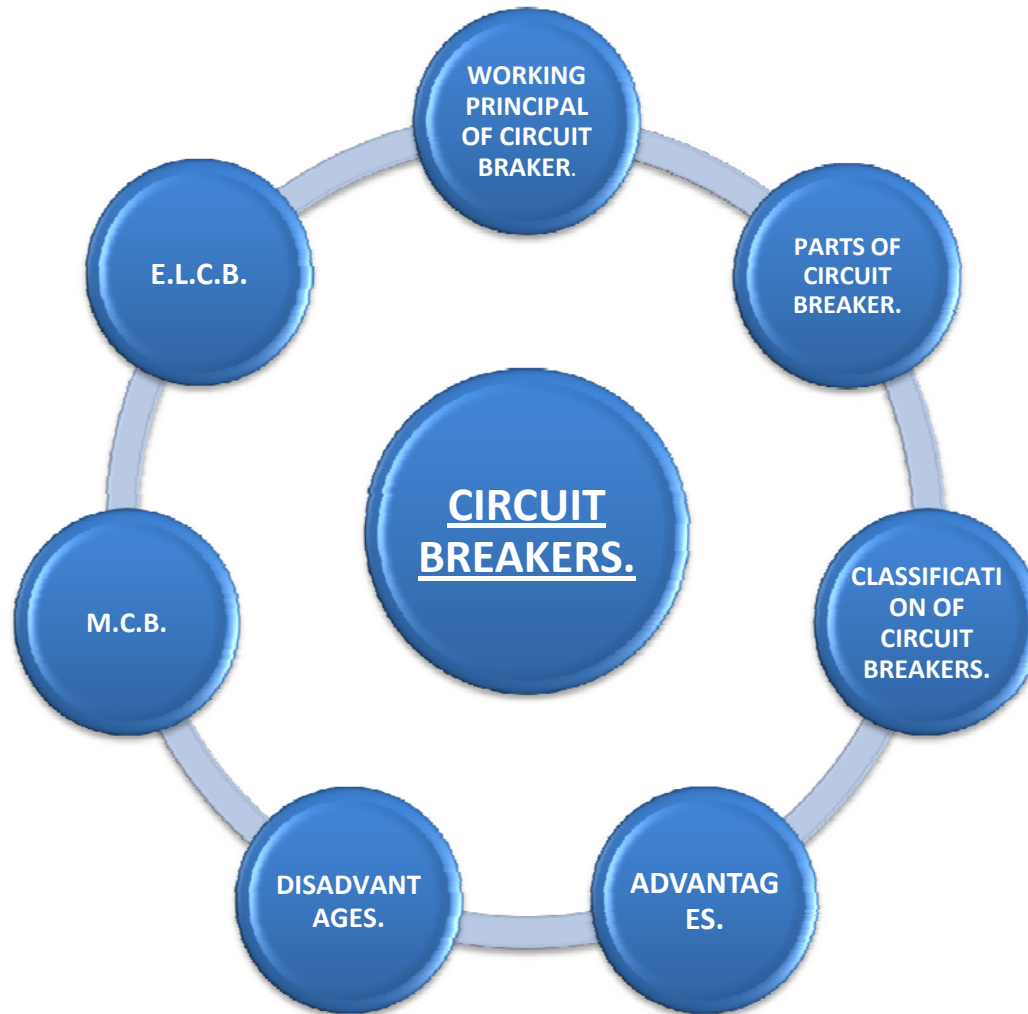 WORKING
PRINCIPAL
OF CIRCUIT
BRAKER.
PARTS OF
CIRCUIT
BREAKER.
CLASSIFICATI
ON OF
CIRCUIT
BREAKERS.
ADVANTAG
ES.
DISADVANT
AGES.
M.C.B.
E.L.C.B.
CIRCUIT
BREAKERS.